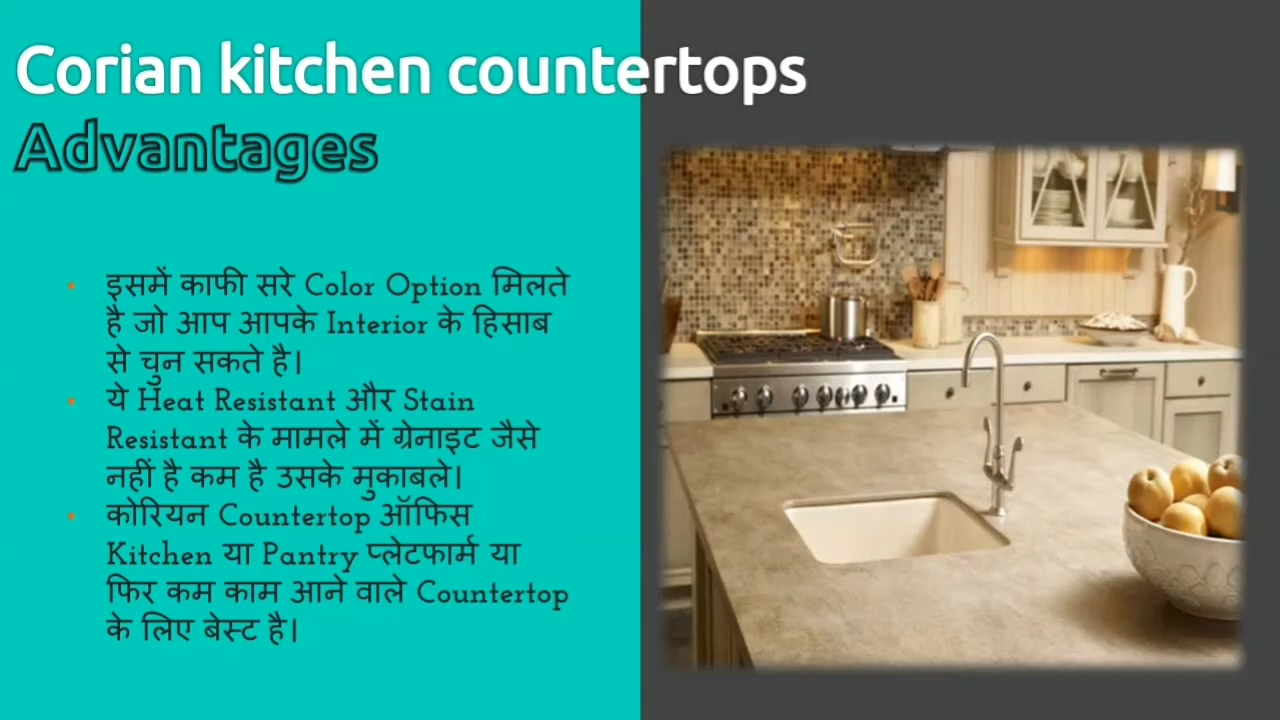 Corian kitchen countertops
Advantages
इसमें काफी सरे Color Option मिलते
है जो आप आपके Interior के हिसाब
से चुन सकते है।
ये Heat Resistant और Stain
Resistant के मामले में ग्रेनाइट जैसे
नहीं है कम है उसके मुकाबले।
कोरियन Countertop ऑफिस
Kitchen या Pantry प्लेटफार्म या
फिर कम काम आने वाले Countertop
के लिए बेस्ट है।